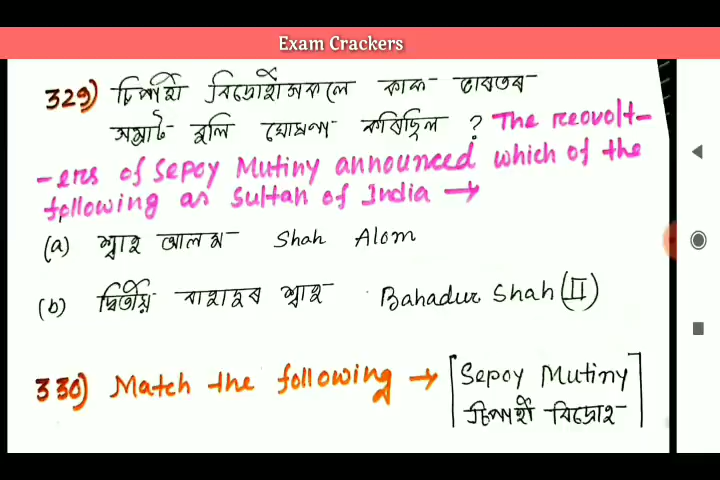 Exam Crackers
329) চিপাহী বিদ্ৰোহীসকলে কাক ভাৰতৰ
সম্ৰাট বুলি ঘোষণা কৰিছিল ? The reevolt-
-ers of Sepoy Mutiny announced which of the
following as Sultan of India →
(a) শ্বাহ আলম Shah Alom
(b) দ্বিতীয় বাহাদুৰ শ্বাহ Bahadur Shah (II)
330) Match the following → [Sepoy Mutiny
চিপাহী বিদ্ৰোহ]